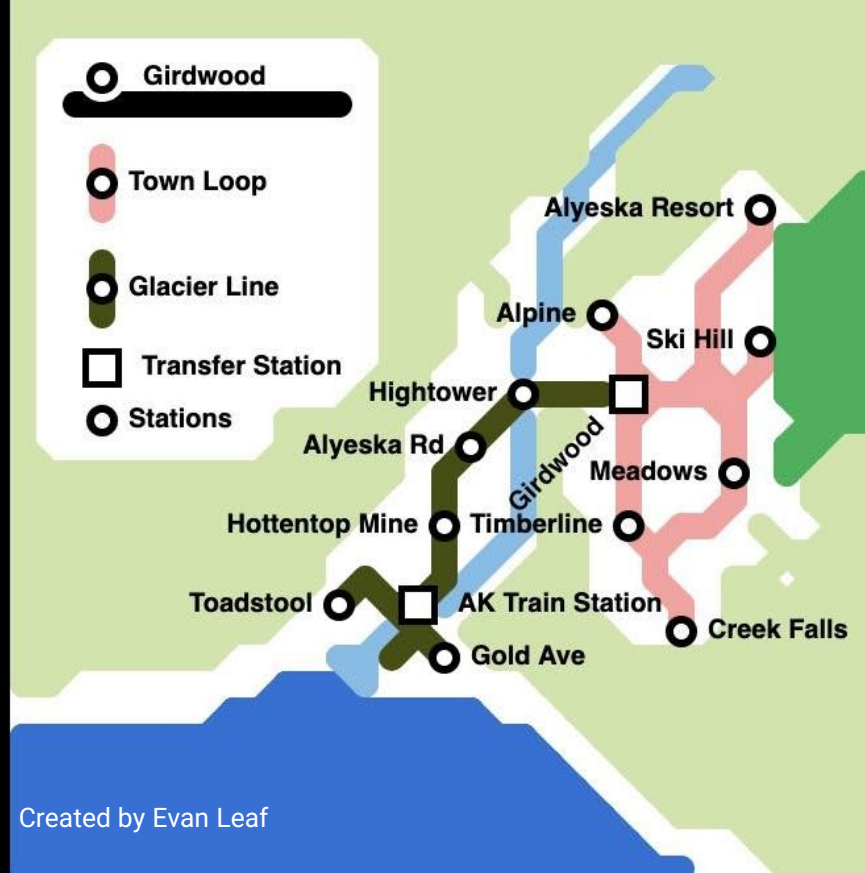 Girdwood
Town Loop
Glacier Line
Transfer Station
Stations
Alyeska Resort
Alpine
Ski Hill
Hightower
Alyeska Rd
Girdwood
Meadows
Hottentop Mine
Timberline
Toadstool
AK Train Station
Creek Falls
Gold Ave
Created by Evan Leaf